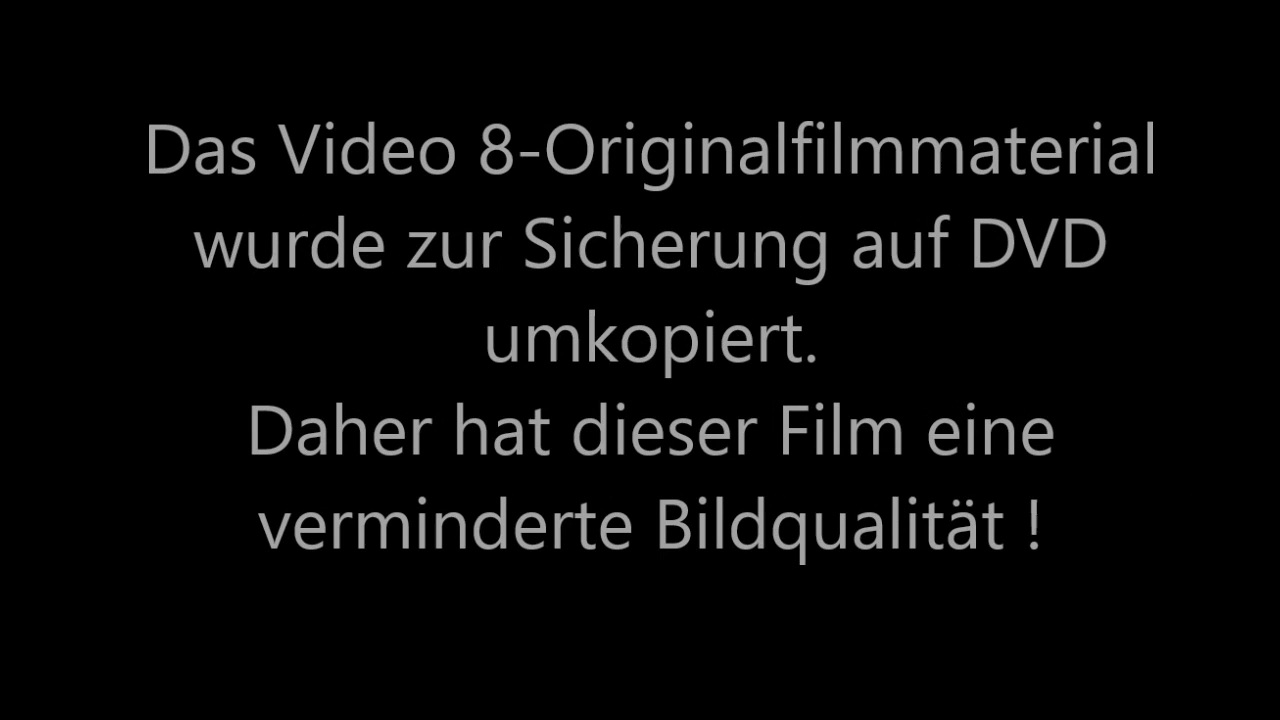 Das Video 8-Originalfilmmaterial
wurde zur Sicherung auf DVD
umkopiert.
Daher hat dieser Film eine
verminderte Bildqualität !